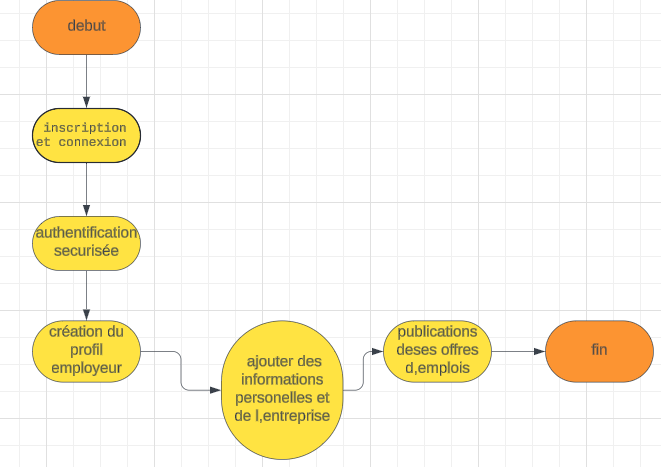 debut
inscription
et connexion
authentification
securisée
création du
profil
employeur
ajouter des
informations
personelles et
de l,entreprise
publications
deses offres
d,emplois
fin